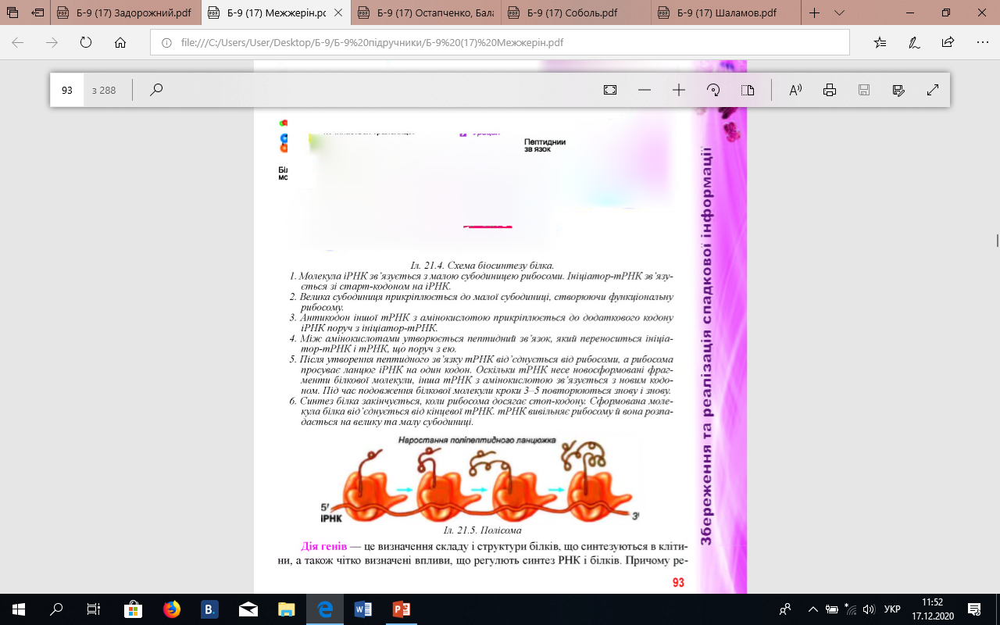 Б-9 (17) Задорожний.pdf
Б-9 (17) Межжерін.pc
Б-9 (17) Остапченко, Бала
Б-9 (17) Соболь.pdf
Б-9 (17) Шаламов.pdf
file:///C:/Users/User/Desktop/Б-9/Б-9%20підручники/Б-9%20(17)%20Межжерін.pdf
93 з 288
Пептидний
зв язок
Біл
мо
Іл. 21.4. Схема біосинтезу білка.
1. Молекула іРНК зв’язується з малою субодиницею рибосоми. Ініціатор-тРНК зв’язу-
ється зі старт-кодоном на іРНК.
2. Велика субодиниця прикріплюється до малої субодиниці, створюючи функціональну
рибосому.
3. Антикодон іншої тРНК з амінокислотою прикріплюється до додаткового кодону
іРНК поруч з ініціатор-тРНК.
4. Між амінокислотами утворюється пептидний зв’язок, який переноситься ініціа-
тор-тРНК і тРНК, що поруч з ею.
5. Після утворення пептидного зв’язку тРНК від’єднується від рибосоми, а рибосома
просуває ланцюг іРНК на один кодон. Оскільки тРНК несе новосформовані фраг-
менти білкової молекули, інша тРНК з амінокислотою зв’язується з новим кодо-
ном. Під час подовження білкової молекули кроки 3–5 повторюються знову і знову.
6. Синтез білка закінчується, коли рибосома досягає стоп-кодону. Сформована моле-
кула білка від’єднується від кінцевої тРНК. тРНК вивільняє рибосому й вона розпа-
дається на велику та малу субодиниці.
Наростання поліпептидного ланцюжка
5'
іРНК
3'
Іл. 21.5. Полісома
Дія генів — це визначення складу і структури білків, що синтезуються в кліти-
ни, а також чітко визначені впливи, що регулють синтез РНК і білків. Причому ре-
93
Збереження та реалізація спадкової інформації
B.
УКР
11:52
17.12.2020